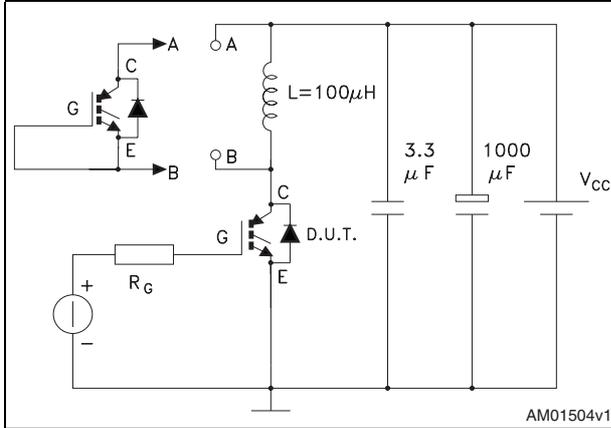 A
A
C
G
L=100μH
E
B
B
3.3
μF
1000
μF
VCC
C
G
D.U.T.
E
RG
+
-
AM01504v1